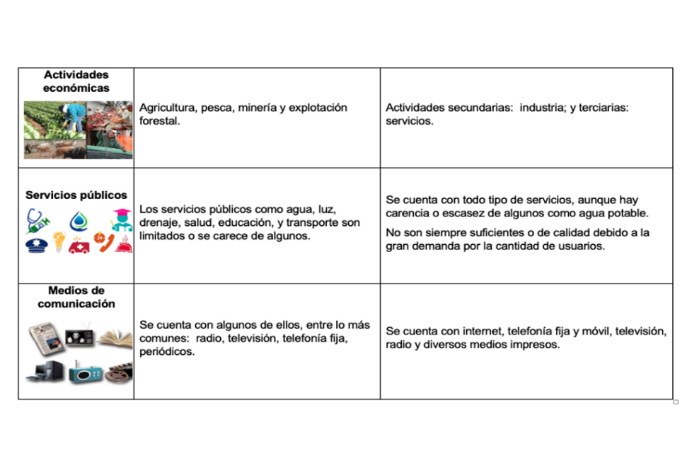 Actividades
económicas
Agricultura, pesca, minería y explotación
forestal.
Actividades secundarias: industria; y terciarias:
servicios.
Servicios públicos
Los servicios públicos como agua, luz,
drenaje, salud, educación, y transporte son
limitados o se carece de algunos.
Se cuenta con todo tipo de servicios, aunque hay
carencia o escasez de algunos como agua potable.
No son siempre suficientes o de calidad debido a la
gran demanda por la cantidad de usuarios.
Medios de
comunicación
Se cuenta con algunos de ellos, entre lo más
comunes: radio, televisión, telefonía fija,
periódicos.
Se cuenta con internet, telefonía fija y móvil, televisión,
radio y diversos medios impresos.